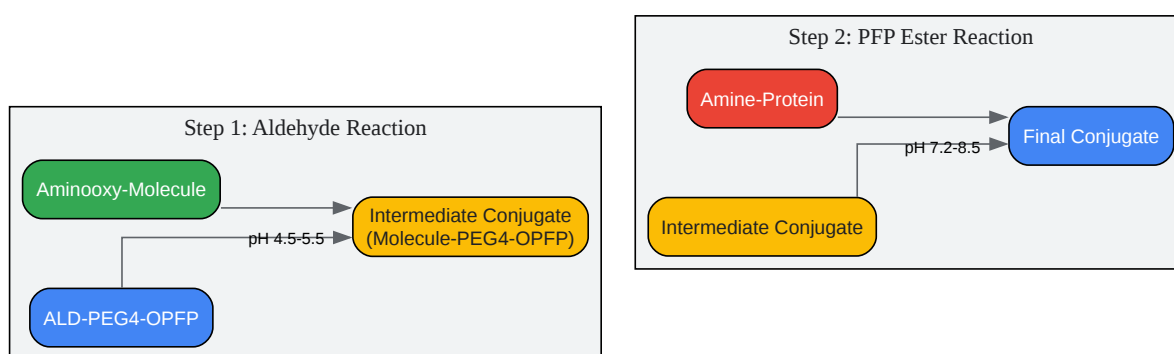 Step 1: Aldehyde Reaction
Aminooxy-Molecule
Intermediate Conjugate
(Molecule-PEG4-OPFP)
pH 4.5-5.5
ALD-PEG4-OPFP
Step 2: PFP Ester Reaction
Amine-Protein
Final Conjugate
pH 7.2-8.5
Intermediate Conjugate